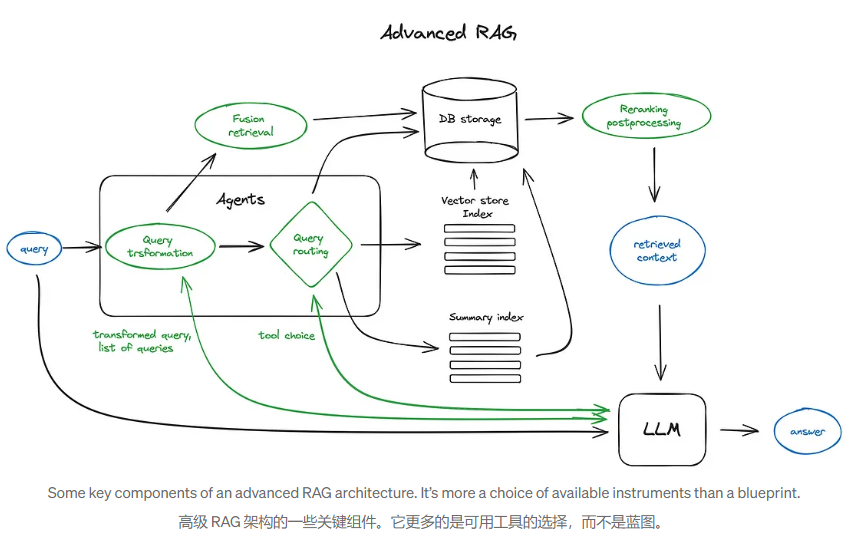 Advanced RAG
Fusion
retrieval
DB storage
Reranking
postprocessing
Agents
Vector store
Index
query
Query
trsformation
Query
routing
retrieved
context
transformed query,
list of queries
tool choice
Summary index
LLM
answer
Some key components of an advanced RAG architecture. It's more a choice of available instruments than a blueprint.
高级 RAG 架构的一些关键组件。它更多的是可用工具的选择，而不是蓝图。